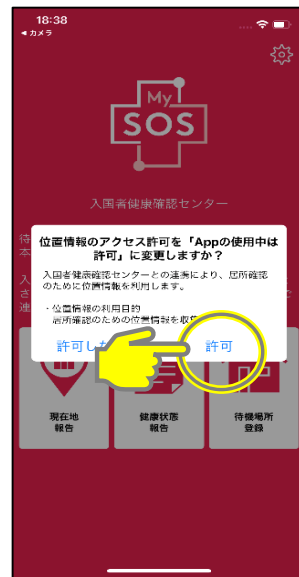 18:38
◀ カメラ
My
SOS
入国者健康確認センター
位置情報のアクセス許可を「Appの使用中は
許可」に変更しますか？
入国者健康確認センターとの連携により、居所確認
のために位置情報を利用します。
・位置情報の利用目的
居所確認のための位置情報を収
許可し
許可
現在地
報告
健康状態
報告
待機場所
登録